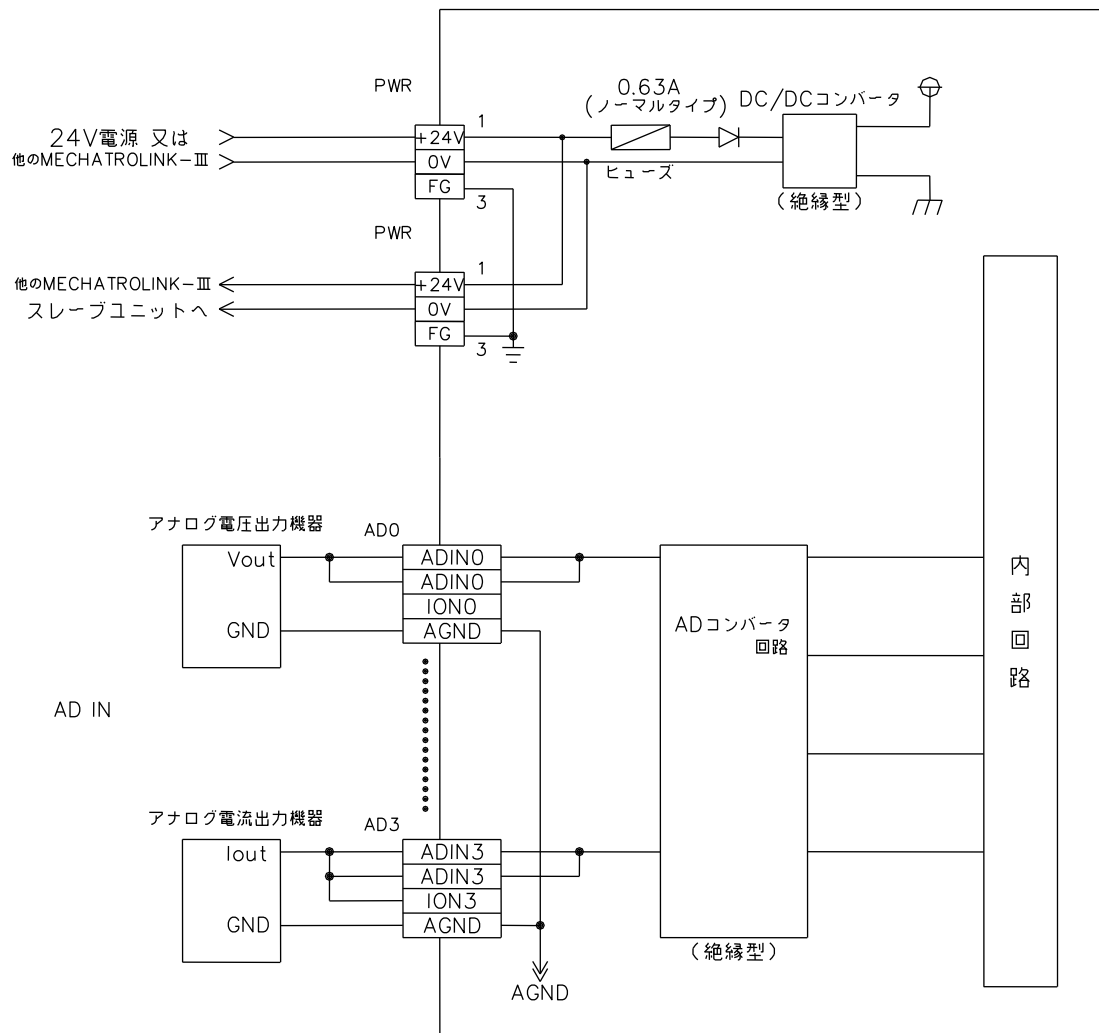 PWR
0.63A
(ノーマルタイプ)
DC/DCコンバータ
24V電源 又は
他のMECHATROLINK-Ⅲ
+24V
1
0V
FG
3
ヒューズ
(絶縁型)
PWR
他のMECHATROLINK-Ⅲ
スレーブユニットへ
+24V
1
0V
FG
3
アナログ電圧出力機器
AD0
Vout
GND
ADIN0
ADIN0
ION0
AGND
ADコンバータ
回路
内部回路
AD IN
アナログ電流出力機器
AD3
Iout
GND
ADIN3
ADIN3
ION3
AGND
(絶縁型)
AGND